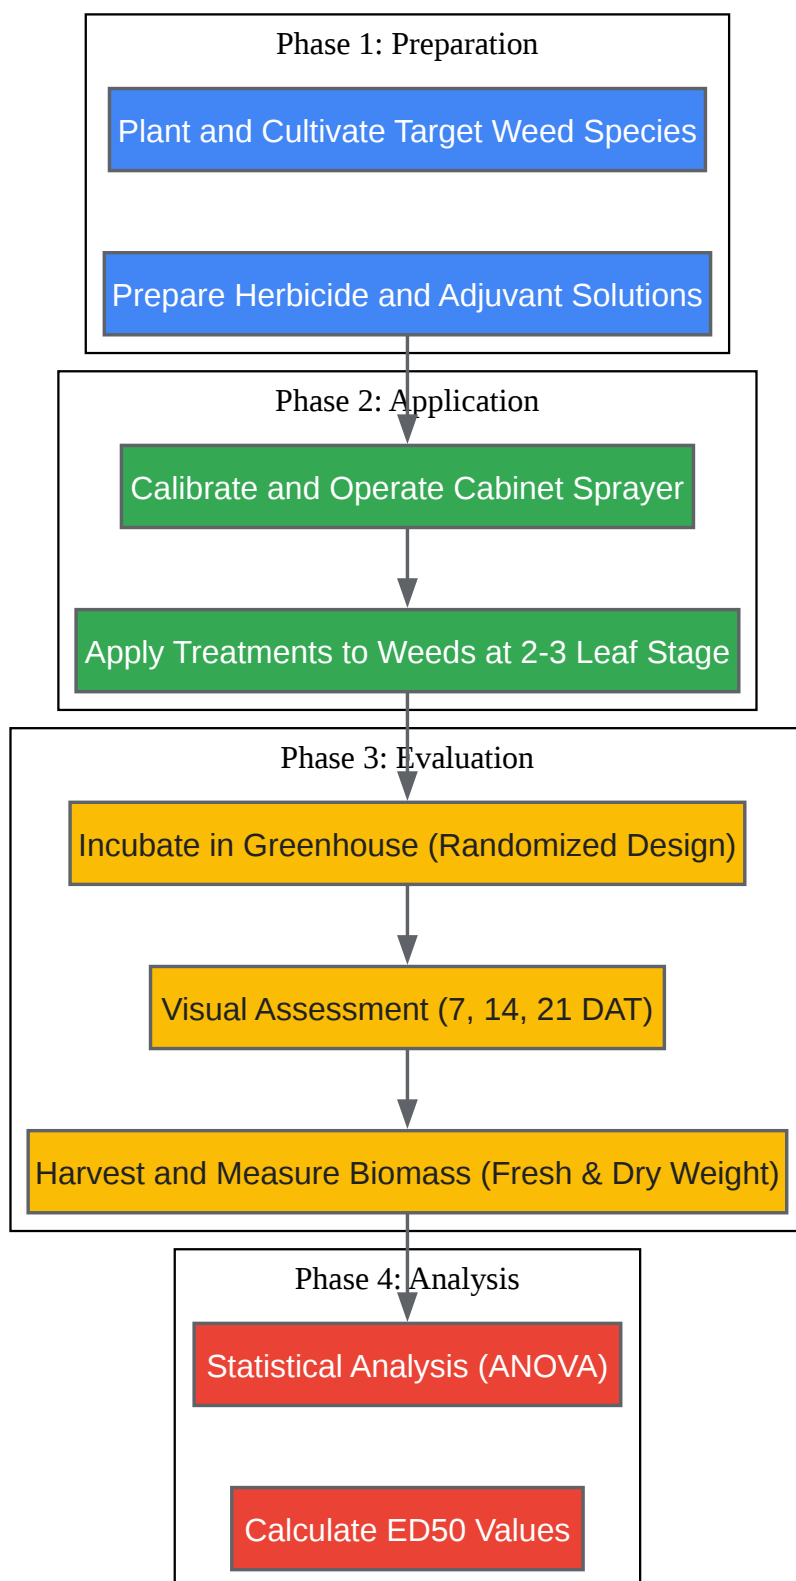 Phase 1: Preparation
Plant and Cultivate Target Weed Species
Prepare Herbicide and Adjuvant Solutions
Phase 2: Application
Calibrate and Operate Cabinet Sprayer
Apply Treatments to Weeds at 2-3 Leaf Stage
Phase 3: Evaluation
Incubate in Greenhouse (Randomized Design)
Visual Assessment (7, 14, 21 DAT)
Harvest and Measure Biomass (Fresh & Dry Weight)
Phase 4: Analysis
Statistical Analysis (ANOVA)
Calculate ED50 Values